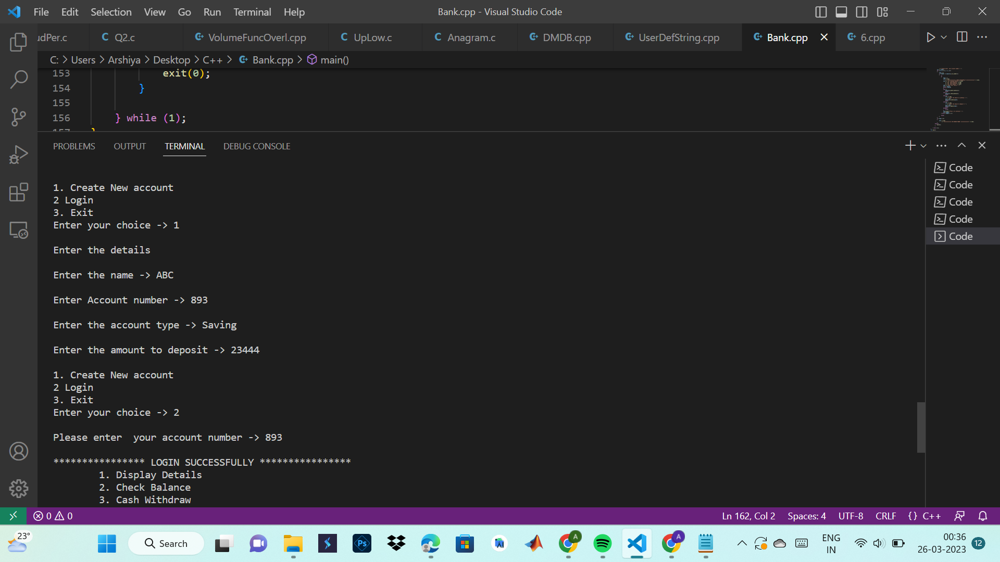 File Edit Selection View Go Run Terminal Help Bank.cpp - Visual Studio Code
udPer.c Q2.c VolumeFuncOverl.cpp UpLow.c Anagram.c DMDB.cpp UserDefString.cpp Bank.cpp 6.cpp
C: > Users > Arshiya > Desktop > C++ > Bank.cpp > main()
153 exit(0);
154 }
155
156 } while (1);
157 }
PROBLEMS OUTPUT TERMINAL DEBUG CONSOLE
1. Create New account
2 Login
3. Exit
Enter your choice -> 1
Enter the details
Enter the name -> ABC
Enter Account number -> 893
Enter the account type -> Saving
Enter the amount to deposit -> 23444
1. Create New account
2 Login
3. Exit
Enter your choice -> 2
Please enter  your account number -> 893
**************** LOGIN SUCCESSFULLY ****************
1. Display Details
2. Check Balance
3. Cash Withdraw
Code
Code
Code
Code
Code
0 0 Ln 162, Col 2 Spaces: 4 UTF-8 CRLF {} C++
23° Search Ps A A ENG IN 00:36 26-03-2023 12